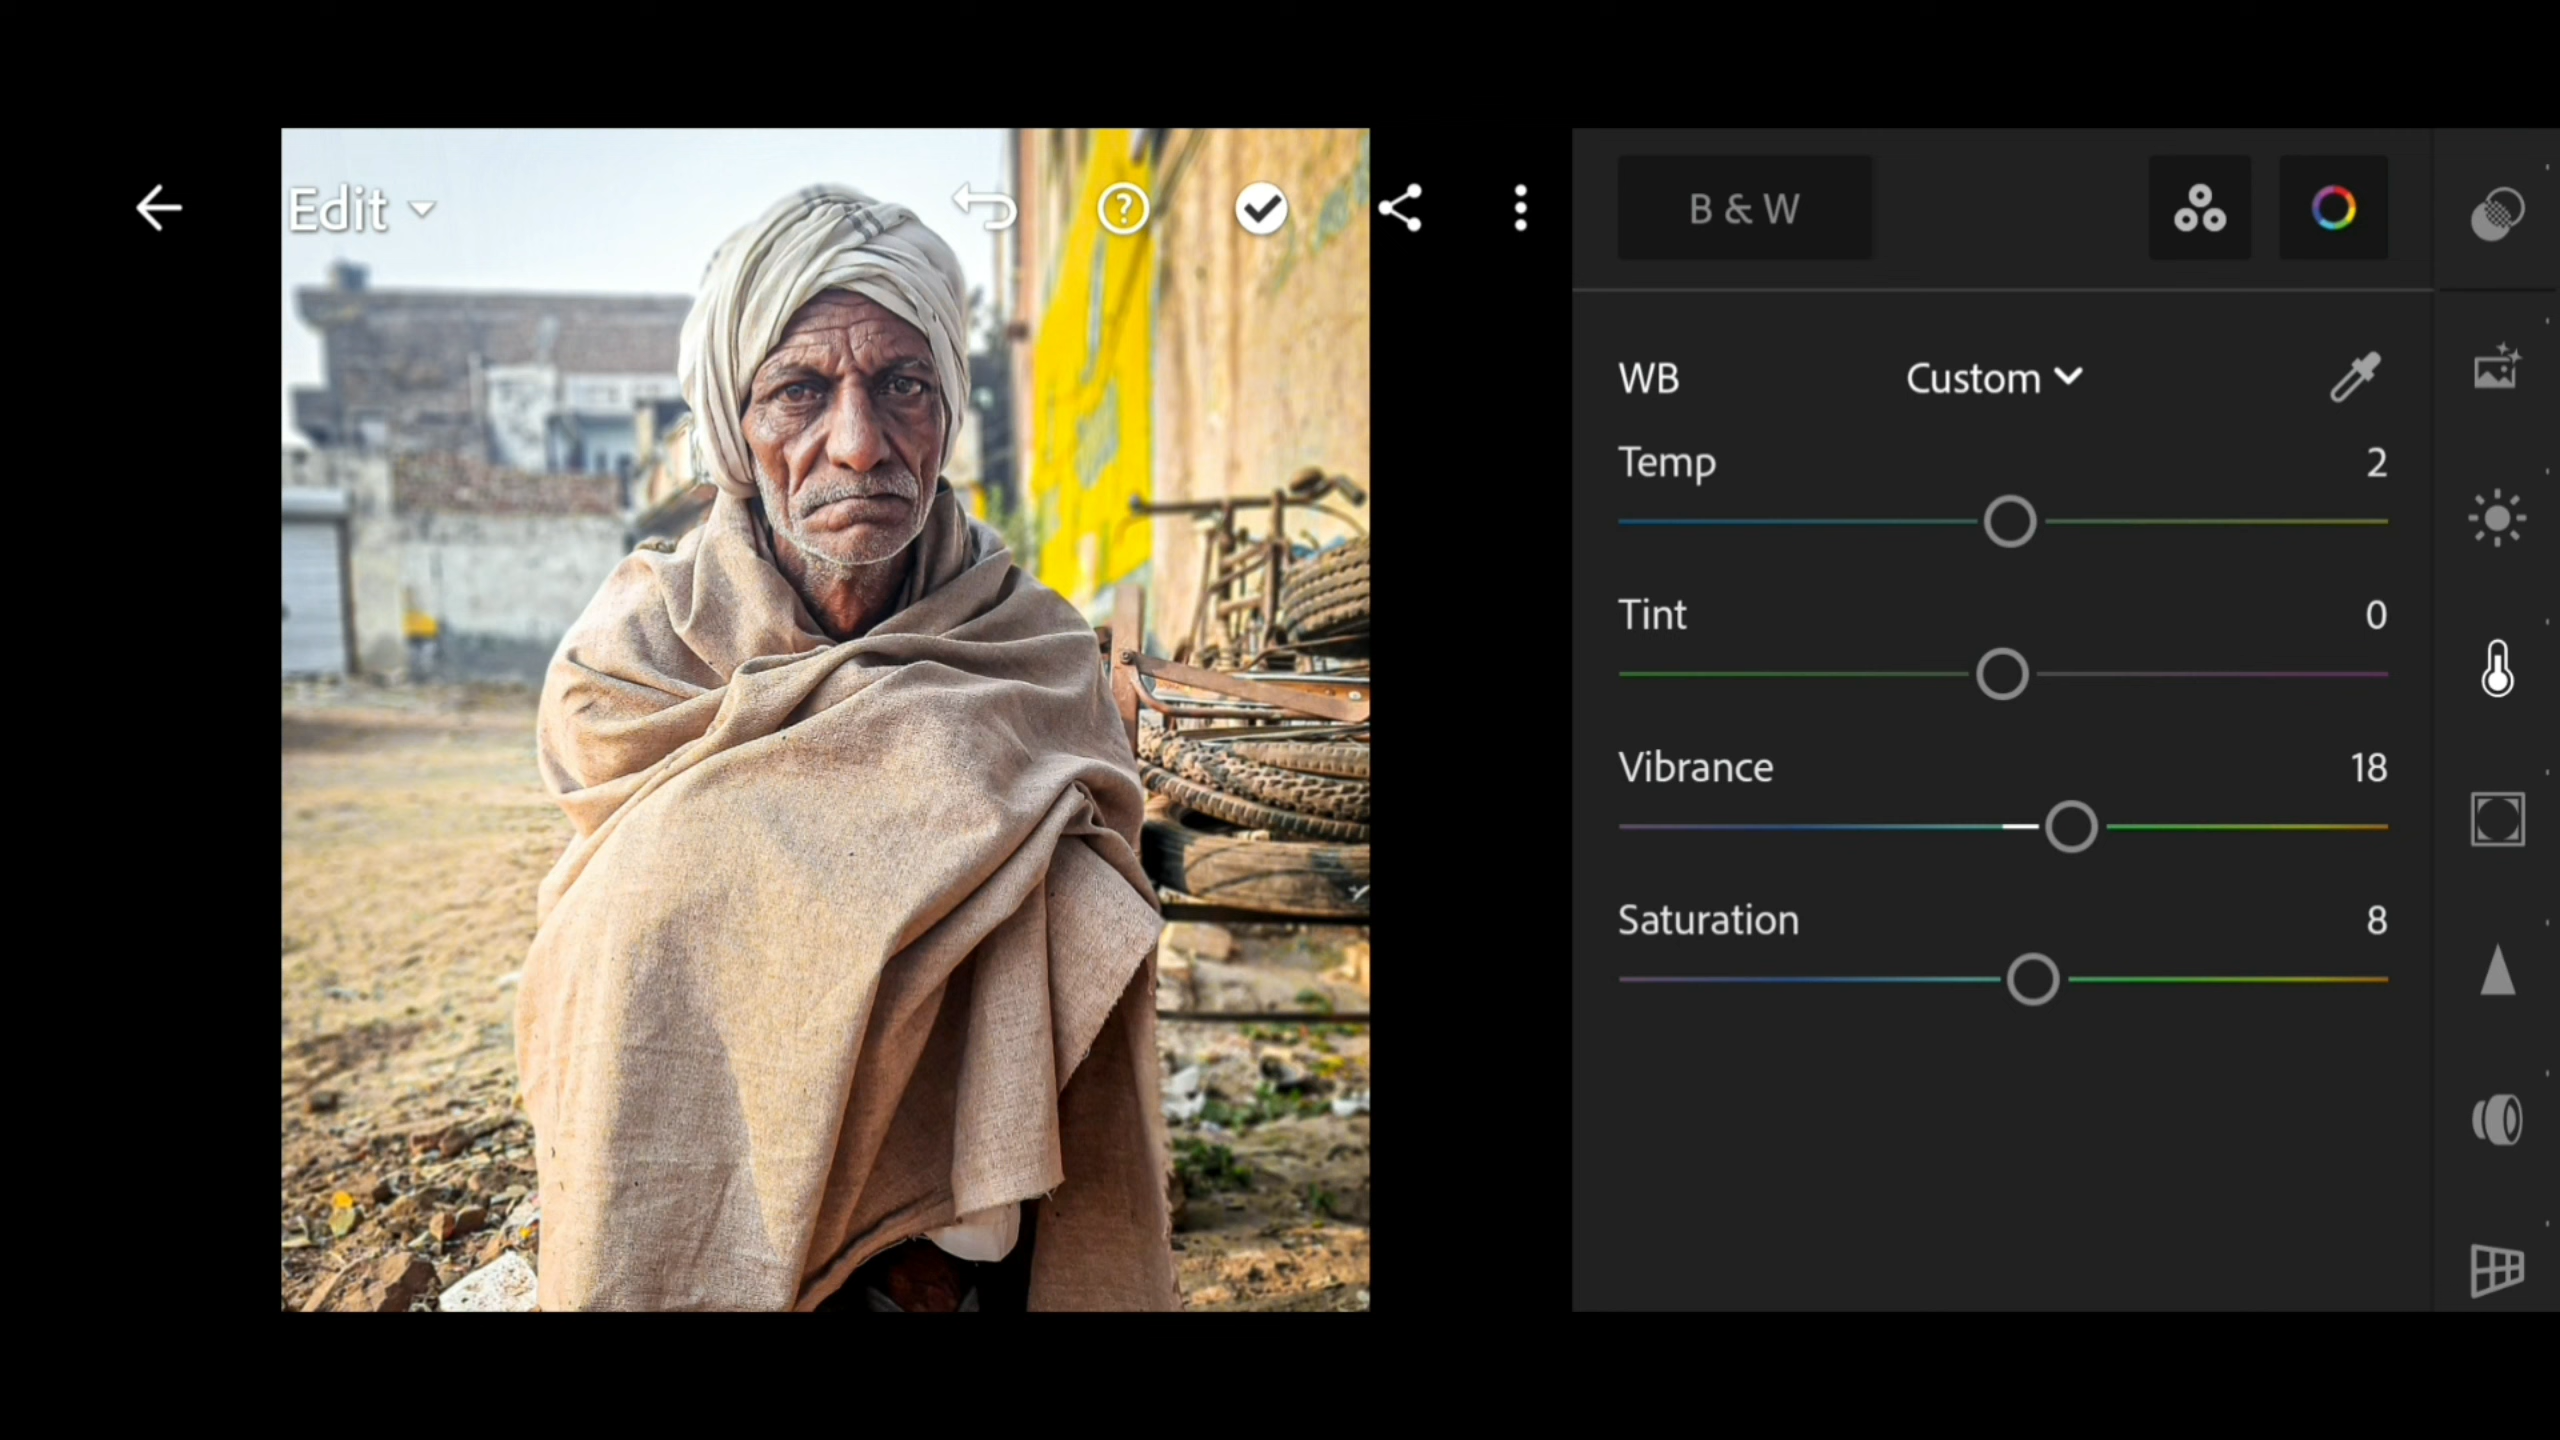 Edit
B & W
WB Custom
Temp 2
Tint 0
Vibrance 18
Saturation 8